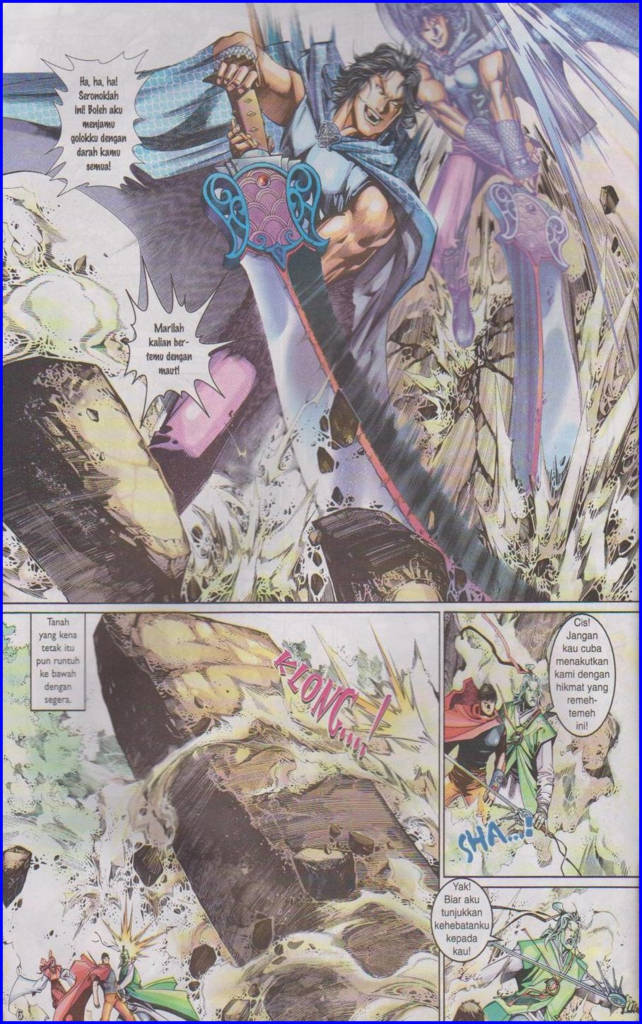 Ha, ha, ha!
Seronoklah
ini! Boleh aku
menjamu
golokku dengan
darah kamu
semua!
Marilah
kalian ber-
temu dengan
maut!
Tanah
yang kena
tetak itu
pun runtuh
ke bawah
dengan
segera.
KLONG....!
Cis!
Jangan
kau cuba
menakutkan
kami dengan
hikmat yang
remeh-
temeh
ini!
SHA...!
Yak!
Biar aku
tunjukkan
kehebatanku
kepada
kau!